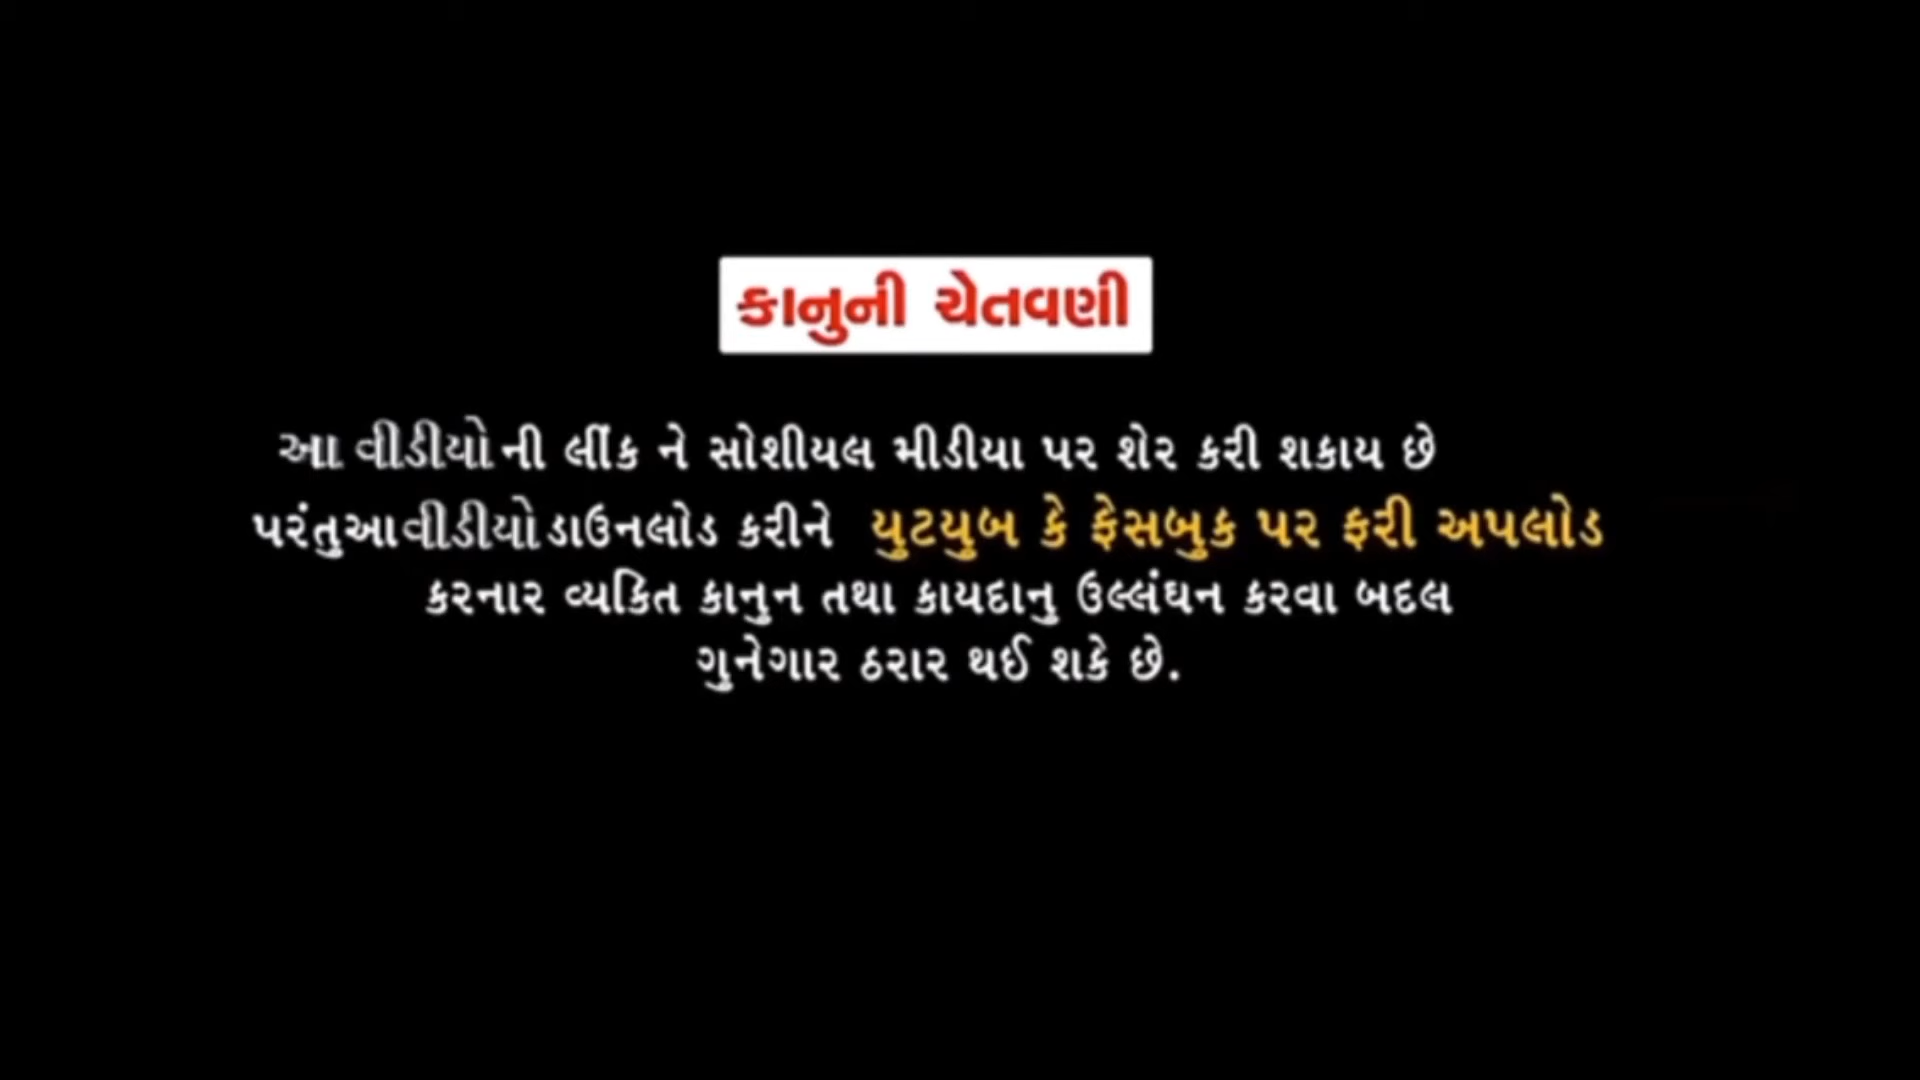 કાનુની ચેતવણી
આ વીડીયો ની લીંક ને સોશીયલ મીડીયા પર શેર કરી શકાય છે
પરંતુઆવીડીયો ડાઉનલોડ કરીને યુટયુબ કે ફેસબુક પર ફરી અપલોડ
કરનાર વ્યકિત કાનુન તથા કાયદાનુ ઉલ્લંઘન કરવા બદલ
ગુનેગાર ઠરાર થઈ શકે છે.